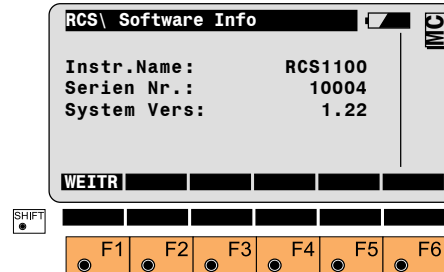 RCS\ Software Info
MC
Instr.Name: RCS1100
Serien Nr.: 10004
System Vers: 1.22
WEITR
SHIFT
F1 F2 F3 F4 F5 F6